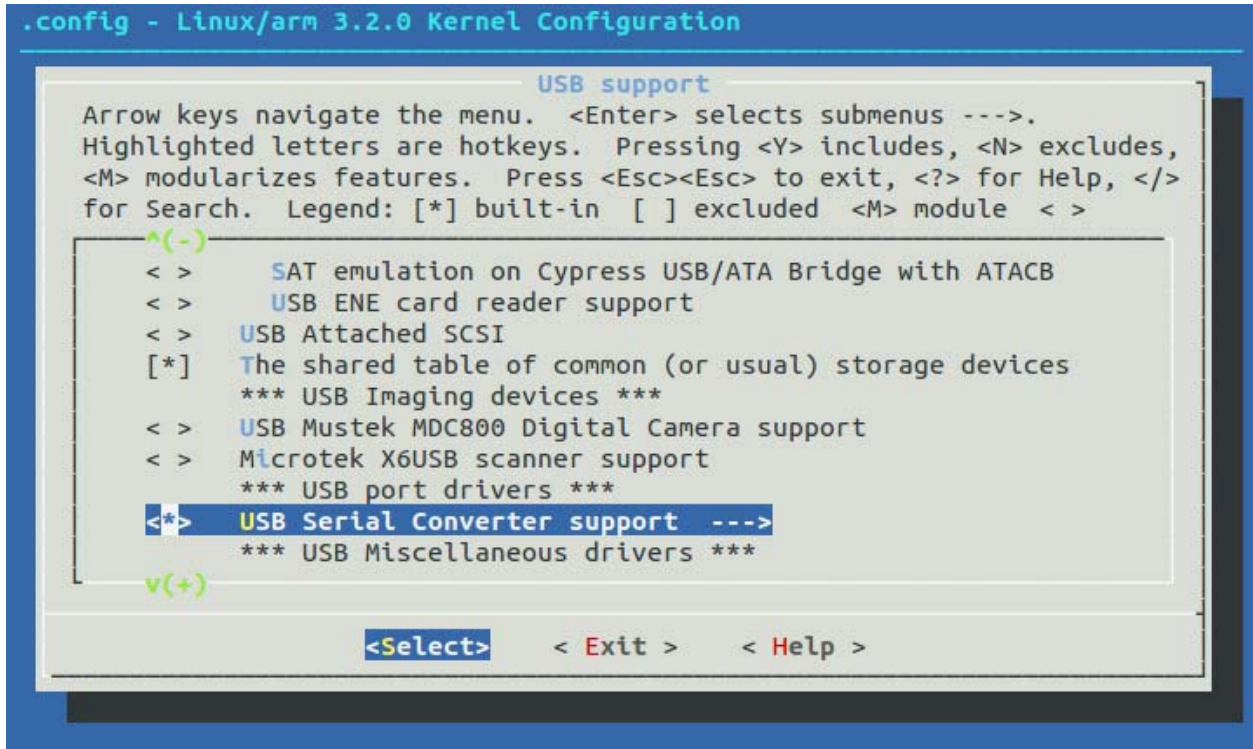 .config - Linux/arm 3.2.0 Kernel Configuration
USB support
Arrow keys navigate the menu.  <Enter> selects submenus --->.
Highlighted letters are hotkeys.  Pressing <Y> includes, <N> excludes,
<M> modularizes features.  Press <Esc><Esc> to exit, <?> for Help, </>
for Search.  Legend: [*] built-in  [ ] excluded  <M> module  < >
^(-)
< >     SAT emulation on Cypress USB/ATA Bridge with ATACB
< >     USB ENE card reader support
< >   USB Attached SCSI
[*]   The shared table of common (or usual) storage devices
*** USB Imaging devices ***
< >   USB Mustek MDC800 Digital Camera support
< >   Microtek X6USB scanner support
*** USB port drivers ***
<*>   USB Serial Converter support  --->
*** USB Miscellaneous drivers ***
v(+)
<Select>    < Exit >    < Help >